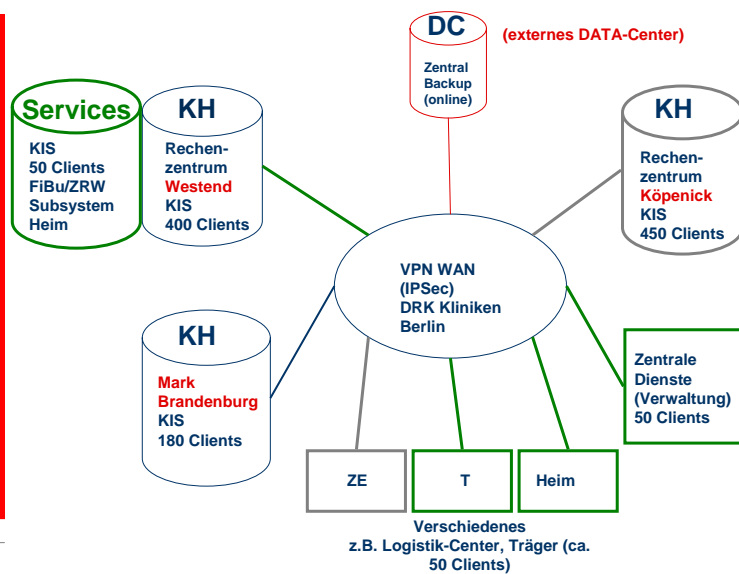 DC
(externes DATA-Center)
Zentral
Backup
(online)
Services
KIS
50 Clients
FiBu/ZRW
Subsystem
Heim
KH
Rechen-
zentrum
Westend
KIS
400 Clients
KH
Rechen-
zentrum
Köpenick
KIS
450 Clients
VPN WAN
(IPSec)
DRK Kliniken
Berlin
KH
Mark
Brandenburg
KIS
180 Clients
Zentrale
Dienste
(Verwaltung)
50 Clients
ZE
T
Heim
Verschiedenes
z.B. Logistik-Center, Träger (ca.
50 Clients)